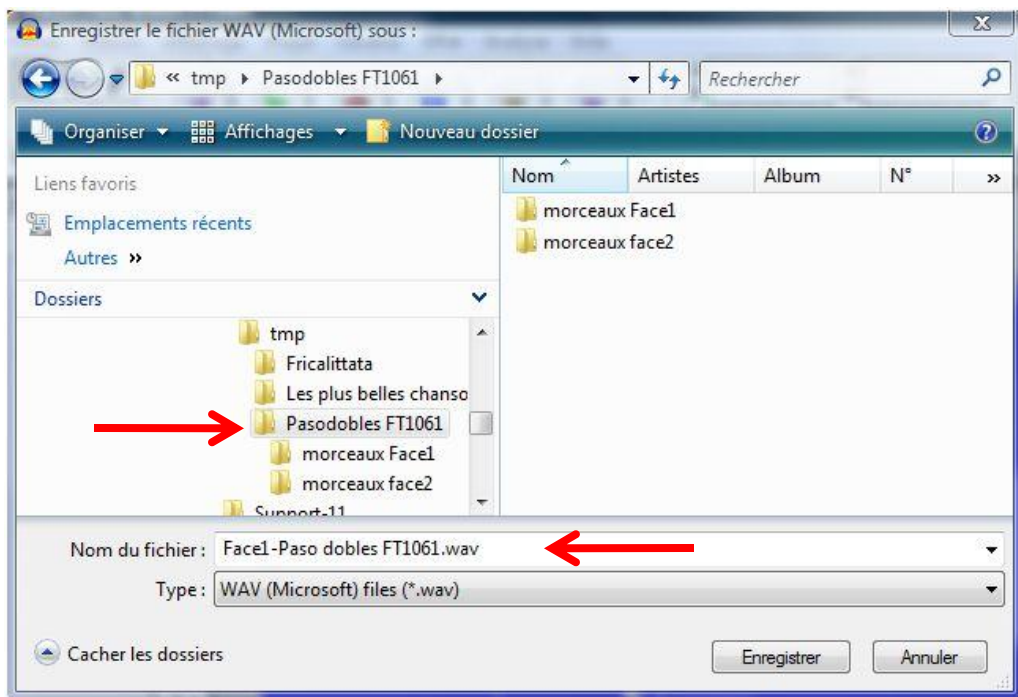 Enregistrer le fichier WAV (Microsoft) sous :
X
« tmp ▸ Pasodobles FT1061 ▸
Rechercher
Organiser Affichages Nouveau dossier ?
Liens favoris
Emplacements récents
Autres »
Dossiers
tmp
Fricalittata
Les plus belles chanso
Pasodobles FT1061
morceaux Face1
morceaux face2
Support-11
Nom Artistes Album N° »
morceaux Face1
morceaux face2
Nom du fichier : Face1-Paso dobles FT1061.wav
Type : WAV (Microsoft) files (*.wav)
Cacher les dossiers Enregistrer Annuler